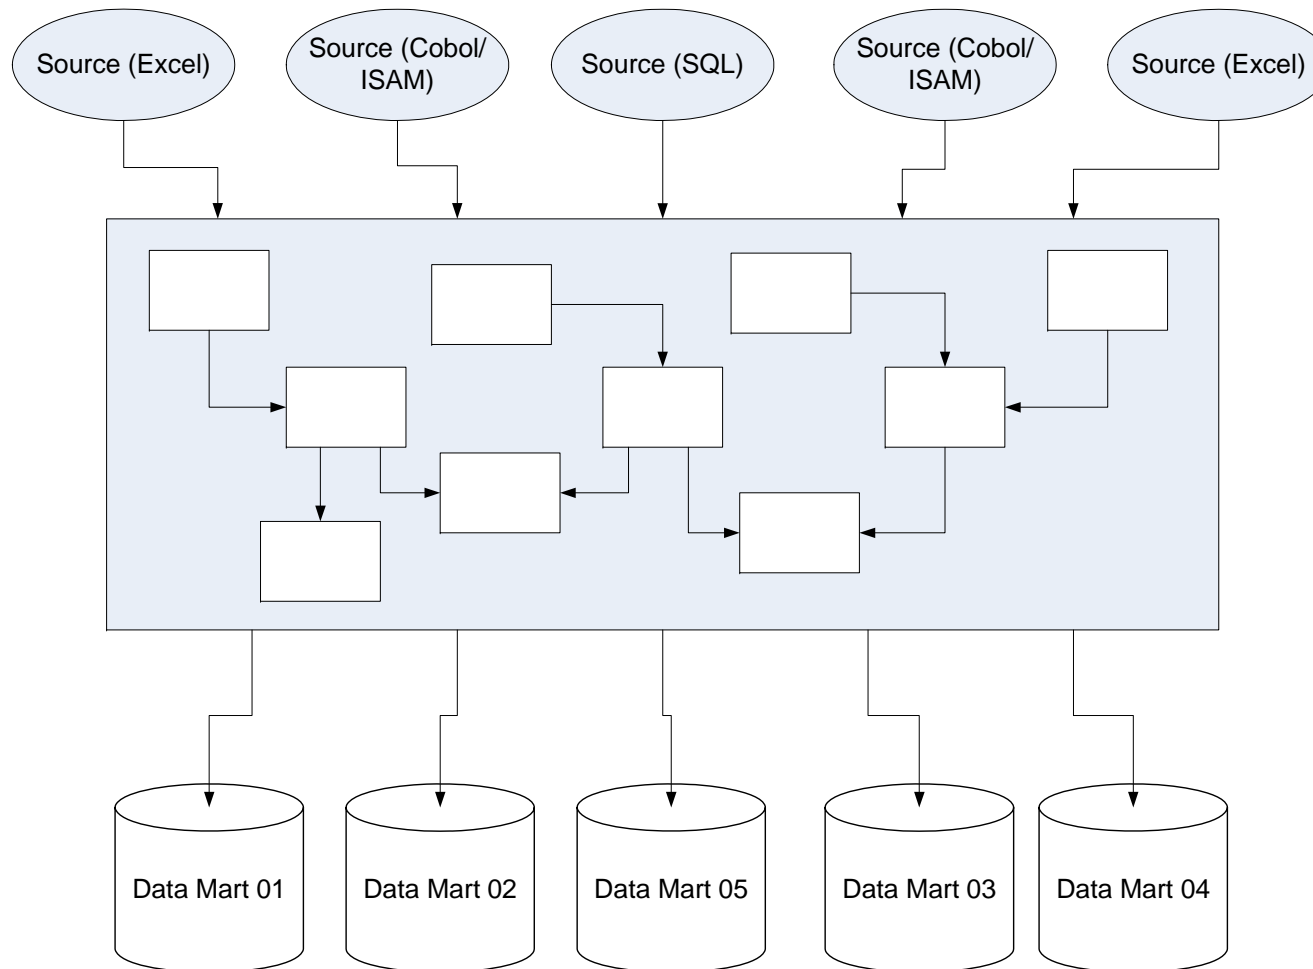 Source (Excel)
Source (Cobol/
ISAM)
Source (SQL)
Source (Cobol/
ISAM)
Source (Excel)
Data Mart 01
Data Mart 02
Data Mart 05
Data Mart 03
Data Mart 04